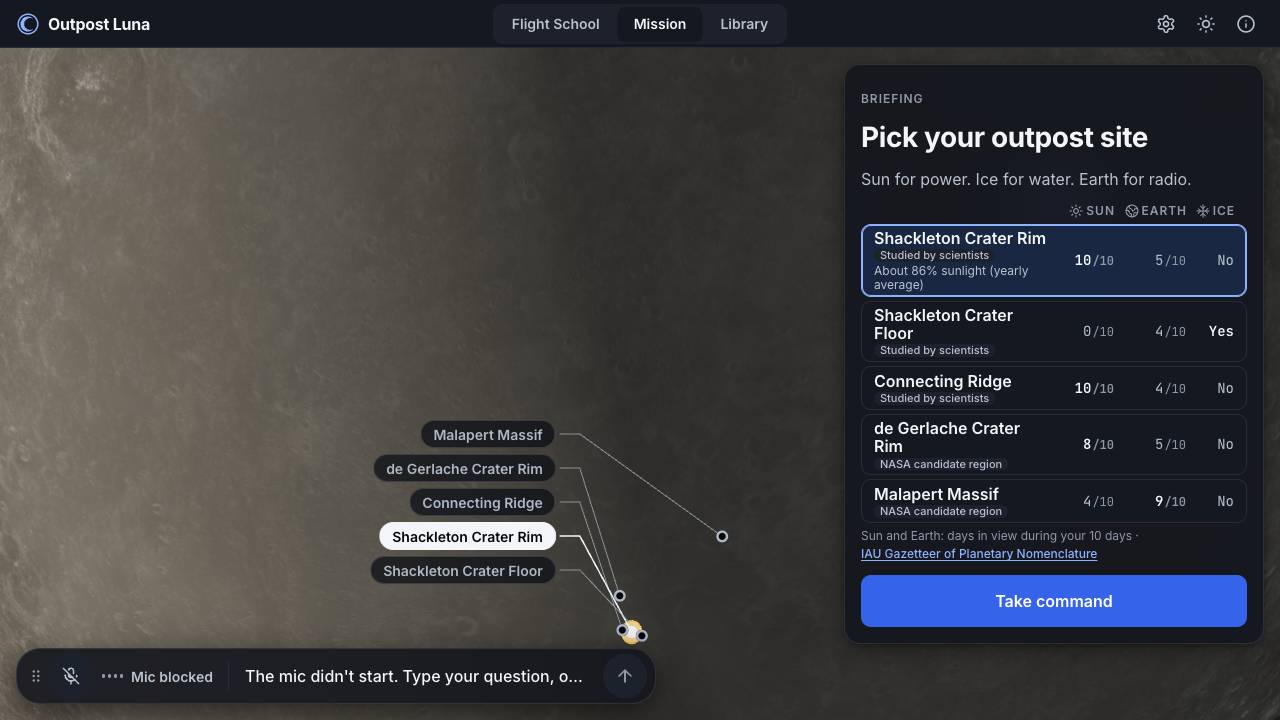 Outpost Luna
Flight School
Mission
Library
BRIEFING
Pick your outpost site
Sun for power. Ice for water. Earth for radio.
SUN EARTH ICE
Shackleton Crater Rim
Studied by scientists
About 86% sunlight (yearly
average)
10/10 5/10 No
Shackleton Crater
Floor
Studied by scientists
0/10 4/10 Yes
Connecting Ridge
Studied by scientists
10/10 4/10 No
de Gerlache Crater
Rim
NASA candidate region
8/10 5/10 No
Malapert Massif
NASA candidate region
4/10 9/10 No
Sun and Earth: days in view during your 10 days ·
IAU Gazetteer of Planetary Nomenclature
Take command
Malapert Massif
de Gerlache Crater Rim
Connecting Ridge
Shackleton Crater Rim
Shackleton Crater Floor
Mic blocked
The mic didn't start. Type your question, o...